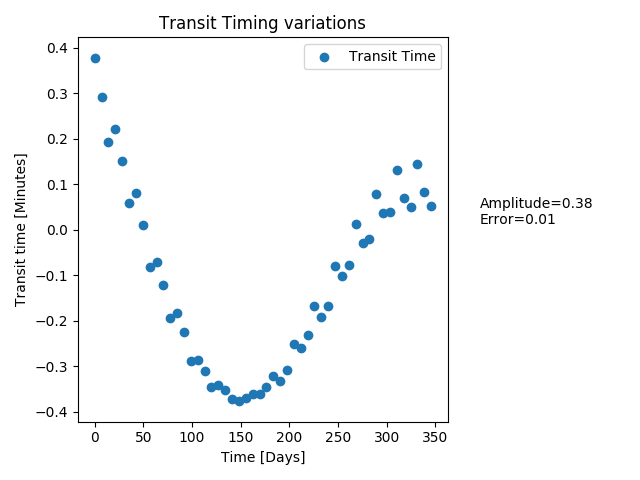 Transit Timing variations
Transit Time
0.4
0.3
0.2
0.1
0.0
−0.1
−0.2
−0.3
−0.4
Transit time [Minutes]
0
50
100
150
200
250
300
350
Time [Days]
Amplitude=0.38
Error=0.01